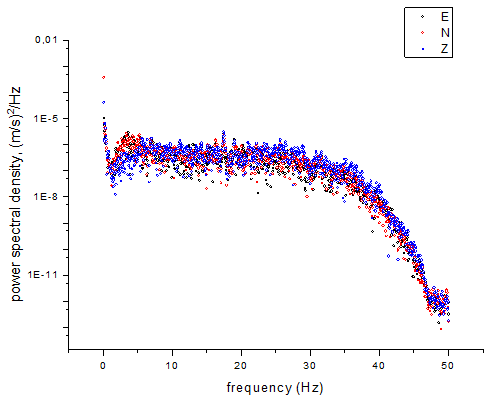 E
N
Z
0,01
1E-5
1E-8
1E-11
power spectral density, (m/s)²/Hz
0 10 20 30 40 50
frequency (Hz)